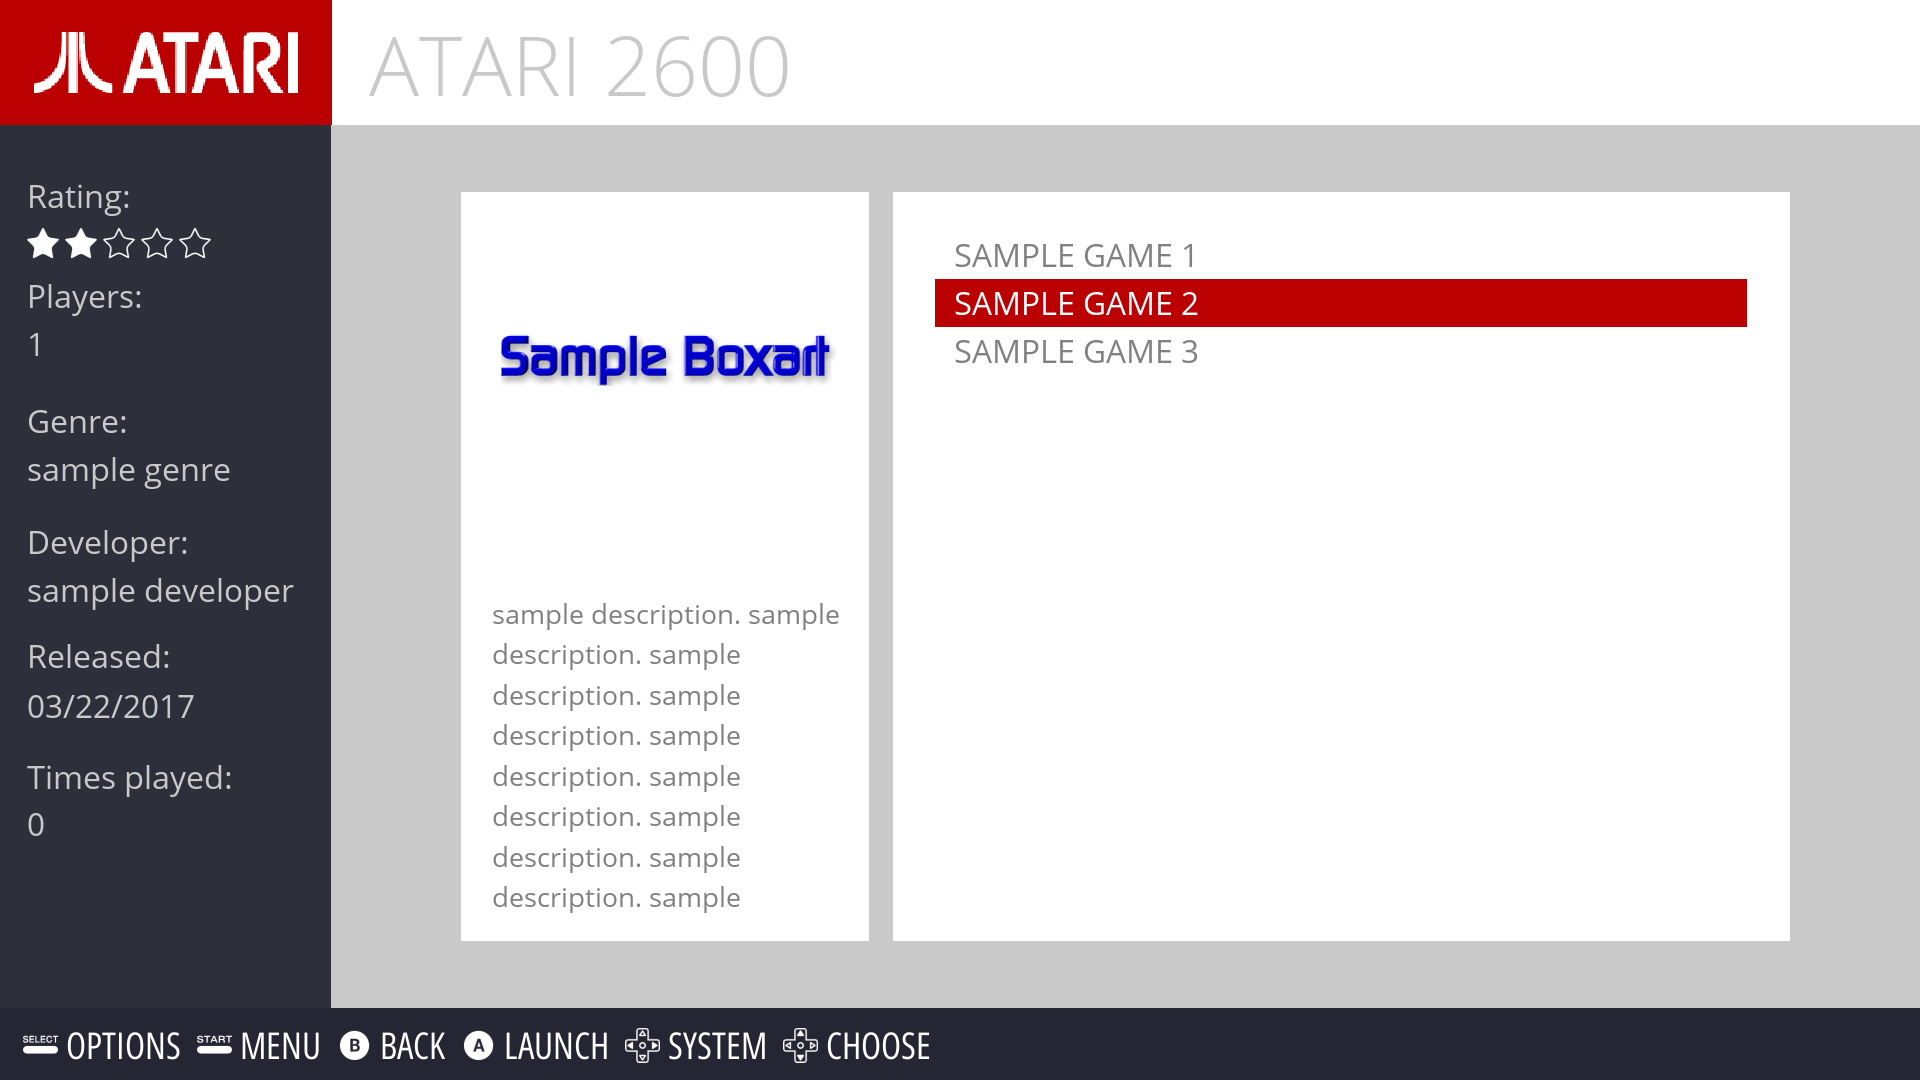 ATARI
ATARI 2600
Rating:
Players:
1
Genre:
sample genre
Developer:
sample developer
Released:
03/22/2017
Times played:
0
Sample Boxart
sample description. sample
description. sample
description. sample
description. sample
description. sample
description. sample
description. sample
description. sample
SAMPLE GAME 1
SAMPLE GAME 2
SAMPLE GAME 3
SELECT OPTIONS START MENU B BACK A LAUNCH SYSTEM CHOOSE